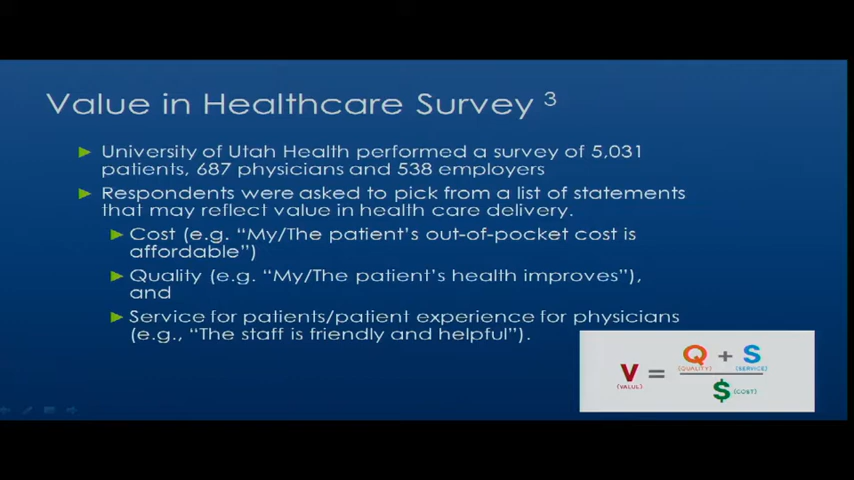 Value in Healthcare Survey 3
University of Utah Health performed a survey of 5,031
patients, 687 physicians and 538 employers
Respondents were asked to pick from a list of statements
that may reflect value in health care delivery.
Cost (e.g. “My/The patient’s out-of-pocket cost is
affordable”)
Quality (e.g. “My/The patient’s health improves”),
and
Service for patients/patient experience for physicians
(e.g., “The staff is friendly and helpful”).
V = Q + S
(VALUE) (QUALITY) (SERVICE)
$ (COST)